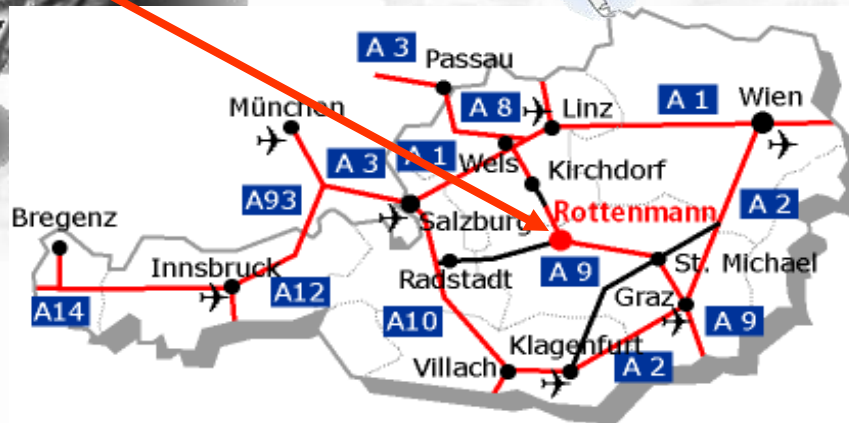 A 3
Passau
München
A 8
Linz
A 1
Wien
A 3
A 1
Wels
Kirchdorf
A93
Bregenz
Salzburg
Rottenmann
A 2
Innsbruck
Radstadt
A 9
St. Michael
A12
A14
A10
Graz
A 9
Villach
Klagenfurt
A 2